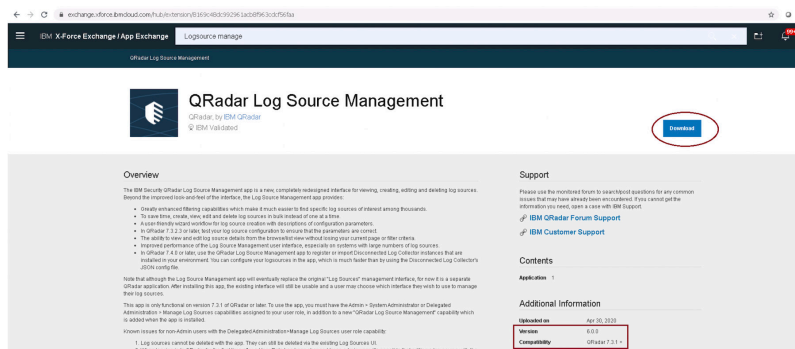 exchange.xforce.ibmcloud.com/hub/extension/8169c48dc992961acb8f963cdcf56faa
IBM X-Force Exchange / App Exchange
Logsource manage
99+
QRadar Log Source Management
QRadar Log Source Management
QRadar, by IBM QRadar
IBM Validated
Download
Overview
The IBM Security QRadar Log Source Management app is a new, completely redesigned interface for viewing, creating, editing and deleting log sources.
Beyond the improved look-and-feel of the interface, the Log Source Management app provides:
• Greatly enhanced filtering capabilities which make it much easier to find specific log sources of interest among thousands.
• To save time, create, view, edit and delete log sources in bulk instead of one at a time.
• A user-friendly wizard workflow for log source creation with descriptions of configuration parameters.
• In QRadar 7.3.2.3 or later, test your log source configuration to ensure that the parameters are correct.
• The ability to view and edit log source details from the browse/list view without losing your current page or filter criteria.
• Improved performance of the Log Source Management user interface, especially on systems with large numbers of log sources.
• In QRadar 7.4.0 or later, use the QRadar Log Source Management app to register or import Disconnected Log Collector instances that are
installed in your environment. You can configure your logsources in the app, which is much faster than by using the Disconnected Log Collector's
JSON config file.
Note that although the Log Source Management app will eventually replace the original "Log Sources" management interface, for now it is a separate
QRadar application. After installing this app, the existing interface will still be usable and a user may choose which interface they wish to use to manage
their log sources.
This app is only functional on version 7.3.1 of QRadar or later. To use the app, you must have the Admin > System Administrator or Delegated
Administration > Manage Log Sources capabilities assigned to your user role, in addition to a new "QRadar Log Source Management" capability which
is added when the app is installed.
Known issues for non-Admin users with the Delegated Administration>Manage Log Sources user role capability:
1. Log sources cannot be deleted with the app. They can still be deleted via the existing Log Sources UI.
Support
Please use the monitored forum to search/post questions for any common
issues that may have already been encountered. If you cannot get the
information you need, open a case with IBM Support.
IBM QRadar Forum Support
IBM Customer Support
Contents
Application 1
Additional Information
Uploaded on Apr 30, 2020
Version 6.0.0
Compatibility QRadar 7.3.1 +